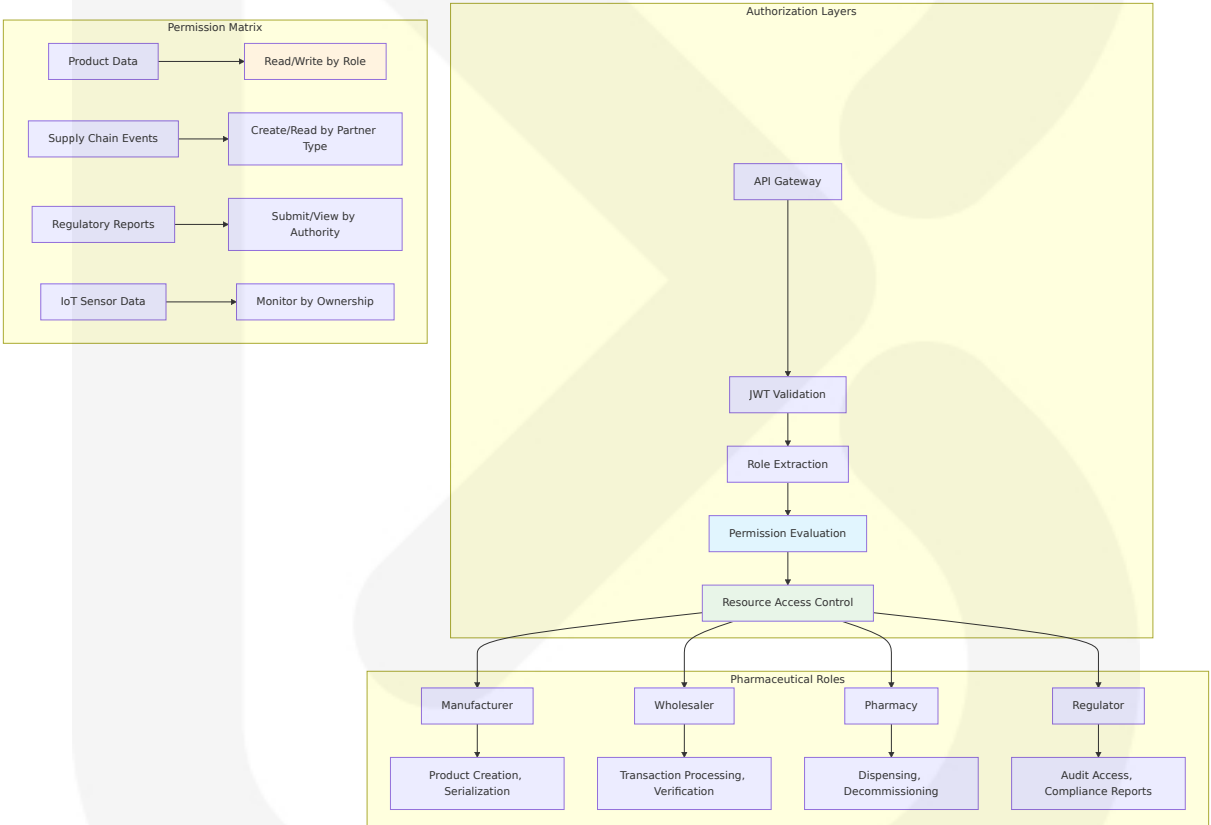 Permission Matrix
Product Data
Read/Write by Role
Supply Chain Events
Create/Read by Partner
Type
Regulatory Reports
Submit/View by
Authority
IoT Sensor Data
Monitor by Ownership
Authorization Layers
API Gateway
JWT Validation
Role Extraction
Permission Evaluation
Resource Access Control
Pharmaceutical Roles
Manufacturer
Wholesaler
Pharmacy
Regulator
Product Creation,
Serialization
Transaction Processing,
Verification
Dispensing,
Decommissioning
Audit Access,
Compliance Reports